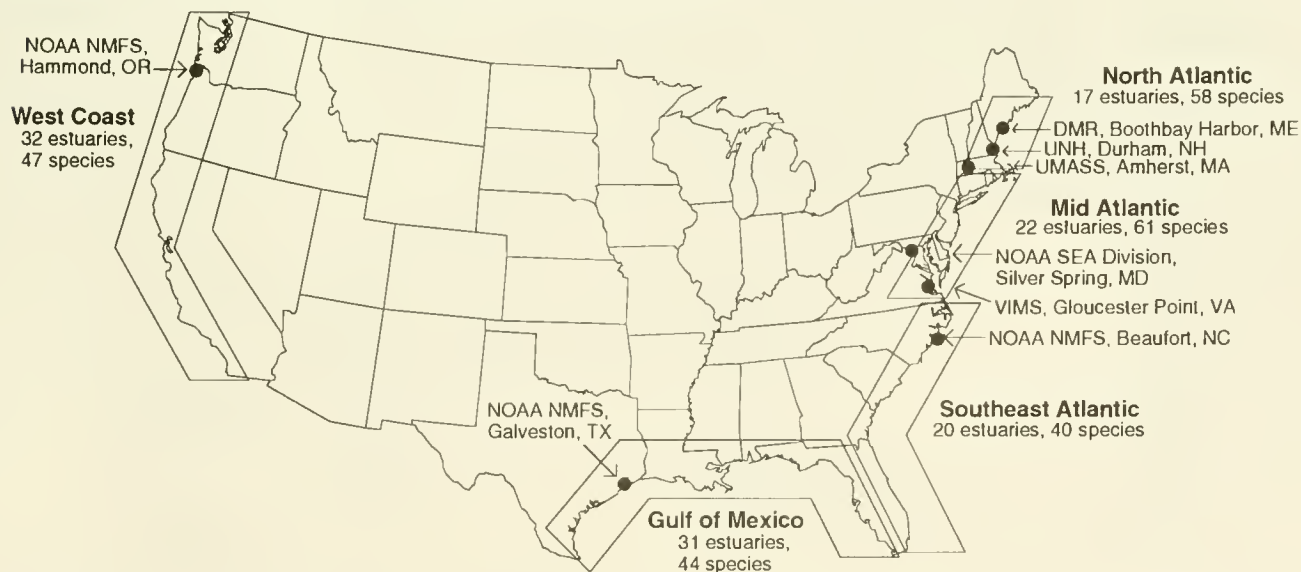 NOAA NMFS,
Hammond, OR
West Coast
32 estuaries,
47 species
North Atlantic
17 estuaries, 58 species
DMR, Boothbay Harbor, ME
UNH, Durham, NH
UMASS, Amherst, MA
Mid Atlantic
22 estuaries, 61 species
NOAA SEA Division,
Silver Spring, MD
VIMS, Gloucester Point, VA
NOAA NMFS, Beaufort, NC
Southeast Atlantic
20 estuaries, 40 species
NOAA NMFS,
Galveston, TX
Gulf of Mexico
31 estuaries,
44 species